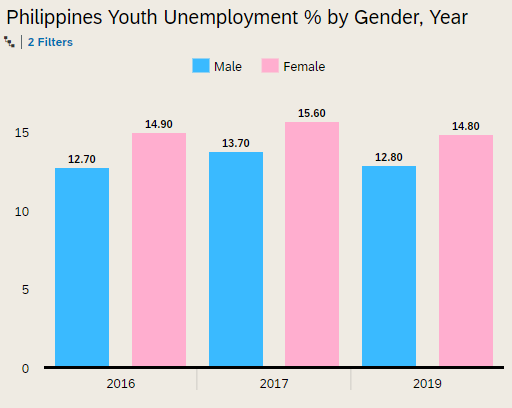 Philippines Youth Unemployment % by Gender, Year
2 Filters
Male Female
15.60
14.90 14.80
13.70
12.70 12.80
15
10
5
0
2016 2017 2019